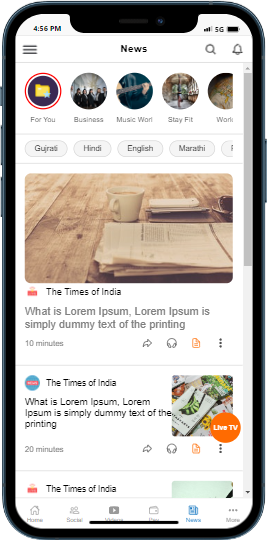 4:56 PM
5G
News
For You
Business
Music Worl
Stay Fit
World
Gujrati
Hindi
English
Marathi
The Times of India
What is Lorem Ipsum, Lorem Ipsum is
simply dummy text of the printing
10 minutes
The Times of India
What is Lorem Ipsum, Lorem
Ipsum is simply dummy text of the
printing
Live TV
20 minutes
The Times of India
Home
Social
Videos
Pay
News
More